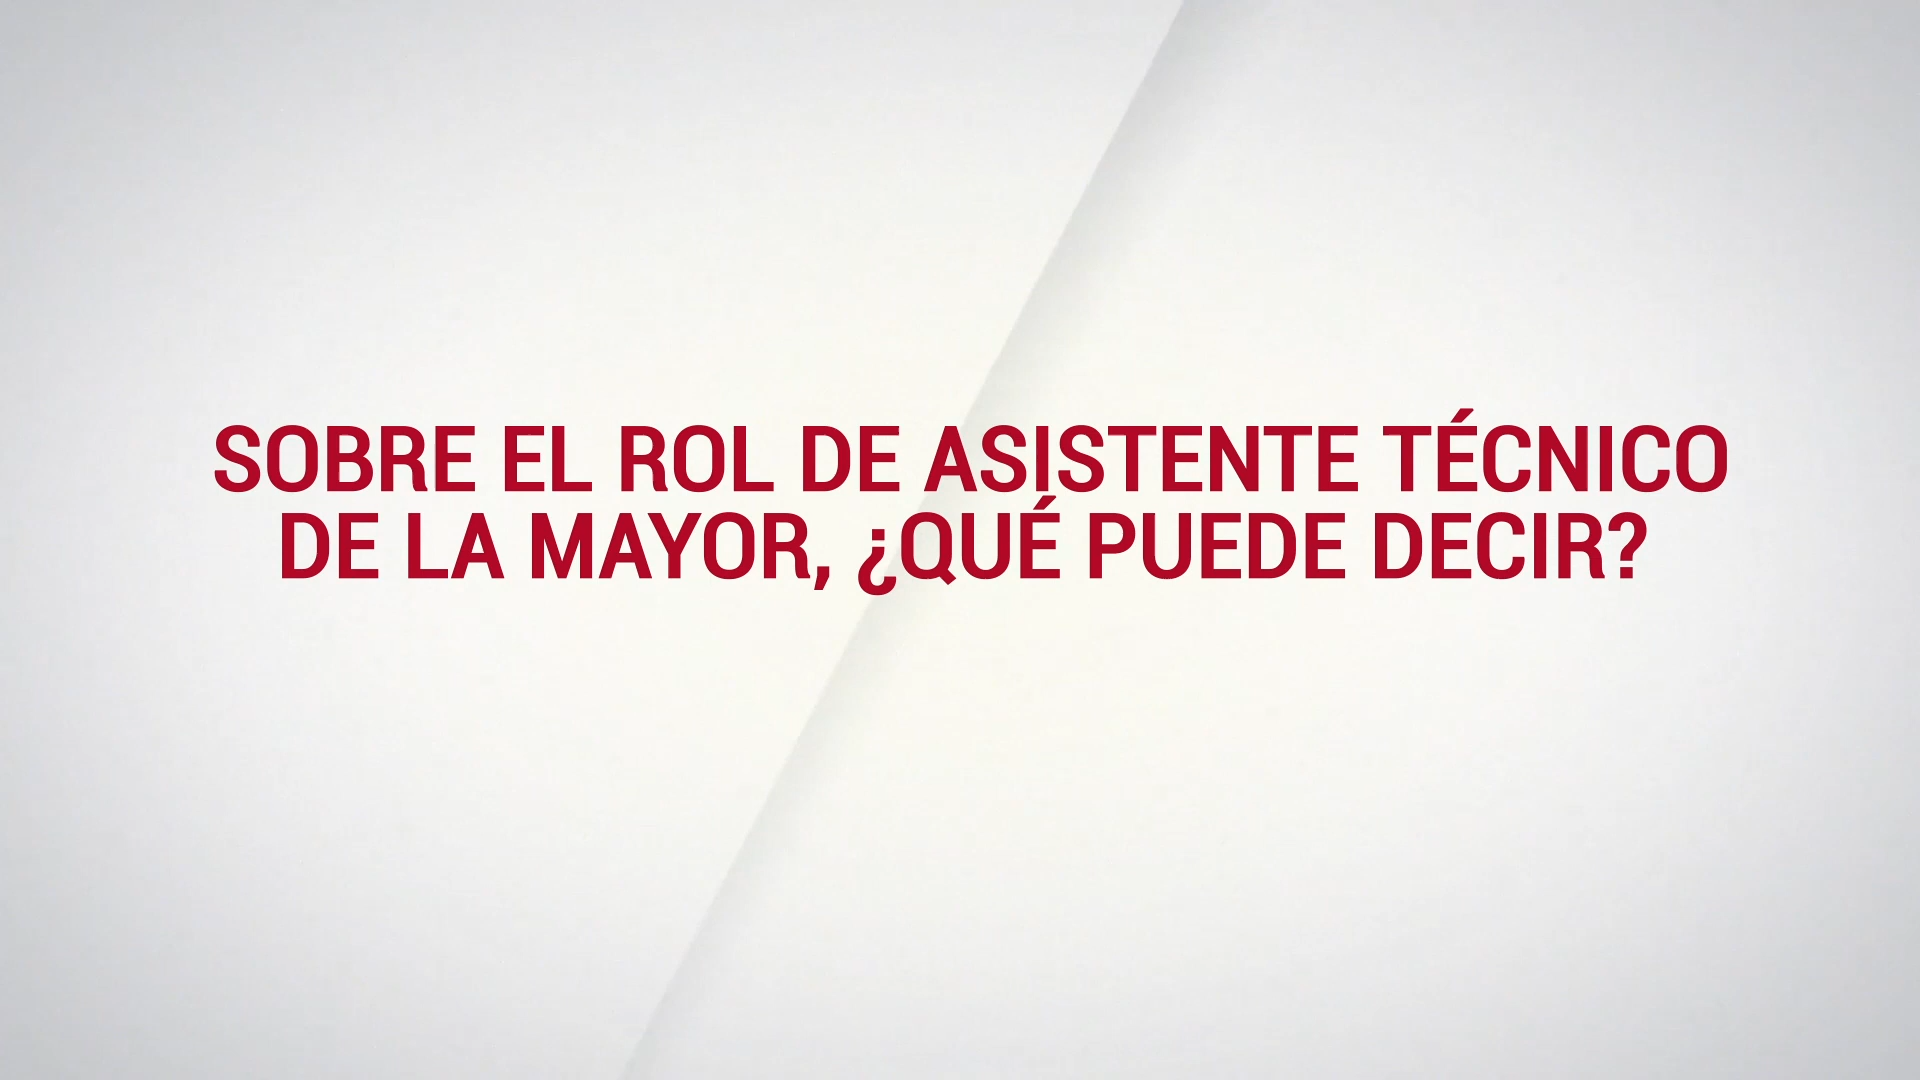 SOBRE EL ROL DE ASISTENTE TÉCNICO
DE LA MAYOR, ¿QUÉ PUEDE DECIR?